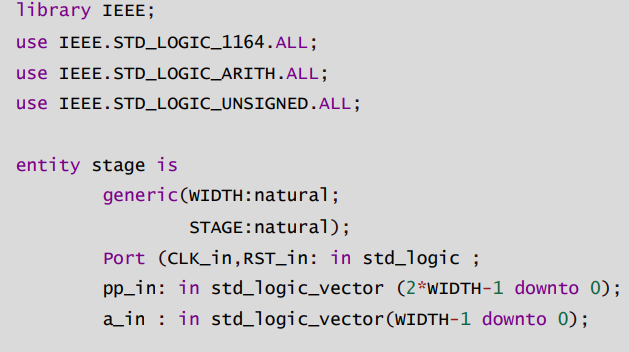 library IEEE;
use IEEE.STD_LOGIC_1164.ALL;
use IEEE.STD_LOGIC_ARITH.ALL;
use IEEE.STD_LOGIC_UNSIGNED.ALL;
entity stage is
generic(WIDTH:natural;
STAGE:natural);
Port (CLK_in,RST_in: in std_logic ;
pp_in: in std_logic_vector (2*WIDTH-1 downto 0);
a_in : in std_logic_vector(WIDTH-1 downto 0);